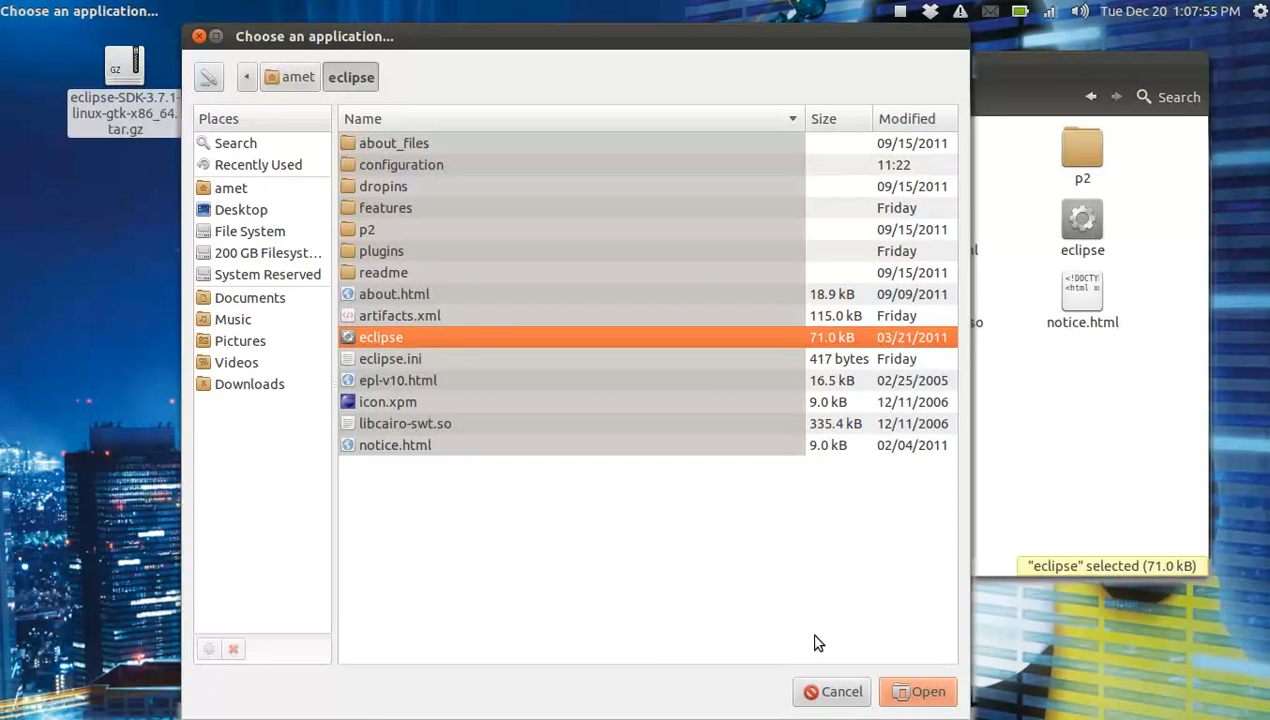 Choose an application...
Tue Dec 20 1:07:55 PM
GZ
eclipse-SDK-3.7.1-
linux-gtk-x86_64.
tar.gz
Choose an application...
amet
eclipse
Places
Search
Recently Used
amet
Desktop
File System
200 GB Filesyst...
System Reserved
Documents
Music
Pictures
Videos
Downloads
Name Size Modified
about_files 09/15/2011
configuration 11:22
dropins 09/15/2011
features Friday
p2 09/15/2011
plugins Friday
readme 09/15/2011
about.html 18.9 kB 09/09/2011
artifacts.xml 115.0 kB Friday
eclipse 71.0 kB 03/21/2011
eclipse.ini 417 bytes Friday
epl-v10.html 16.5 kB 02/25/2005
icon.xpm 9.0 kB 12/11/2006
libcairo-swt.so 335.4 kB 12/11/2006
notice.html 9.0 kB 02/04/2011
Cancel
Open
Search
p2
eclipse
<!DOCTY
<html x
notice.html
"eclipse" selected (71.0 kB)